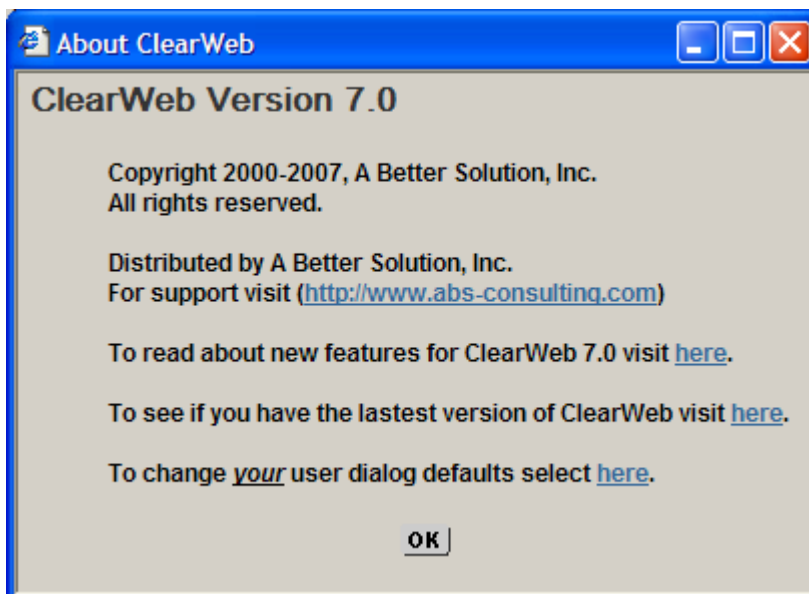 About ClearWeb
ClearWeb Version 7.0
Copyright 2000-2007, A Better Solution, Inc.
All rights reserved.
Distributed by A Better Solution, Inc.
For support visit (http://www.abs-consulting.com)
To read about new features for ClearWeb 7.0 visit here.
To see if you have the lastest version of ClearWeb visit here.
To change your user dialog defaults select here.
OK